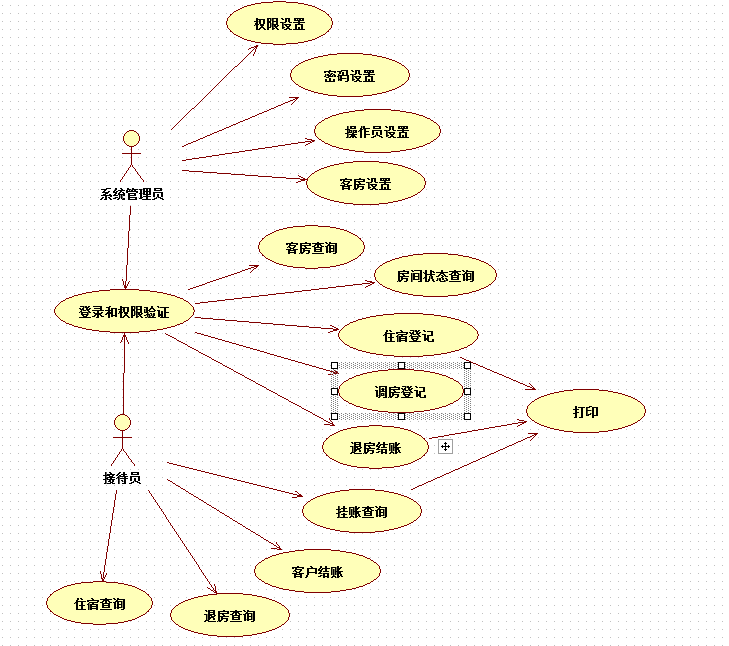 权限设置
密码设置
操作员设置
客房设置
系统管理员
客房查询
房间状态查询
登录和权限验证
住宿登记
调房登记
打印
退房结账
接待员
挂账查询
客户结账
住宿查询
退房查询